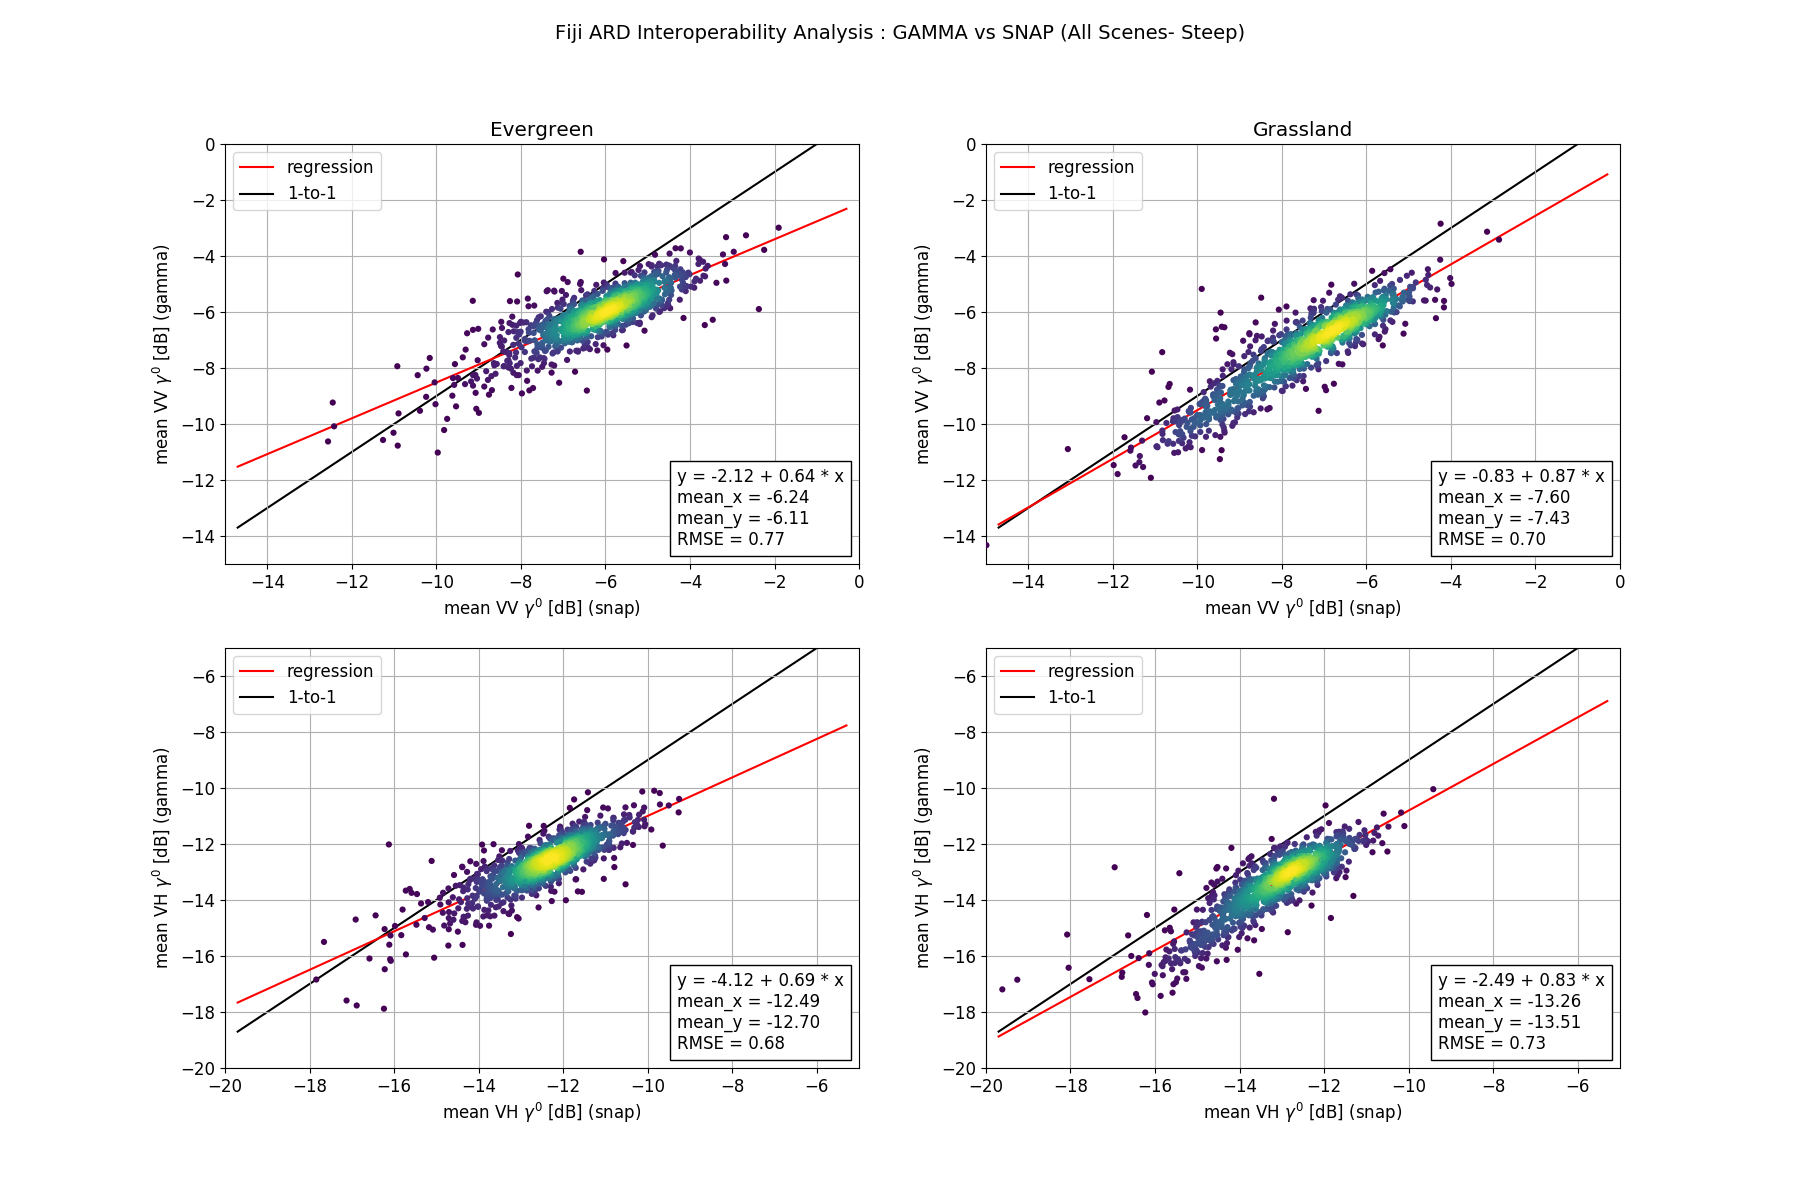 Fiji ARD Interoperability Analysis : GAMMA vs SNAP (All Scenes- Steep)
Evergreen
regression
1-to-1
0
−2
−4
−6
−8
−10
−12
−14
mean VV γ⁰ [dB] (gamma)
y = -2.12 + 0.64 * x
mean_x = -6.24
mean_y = -6.11
RMSE = 0.77
−14 −12 −10 −8 −6 −4 −2 0
mean VV γ⁰ [dB] (snap)
Grassland
regression
1-to-1
0
−2
−4
−6
−8
−10
−12
−14
mean VV γ⁰ [dB] (gamma)
y = -0.83 + 0.87 * x
mean_x = -7.60
mean_y = -7.43
RMSE = 0.70
−14 −12 −10 −8 −6 −4 −2 0
mean VV γ⁰ [dB] (snap)
regression
1-to-1
−6
−8
−10
−12
−14
−16
−18
−20
mean VH γ⁰ [dB] (gamma)
y = -4.12 + 0.69 * x
mean_x = -12.49
mean_y = -12.70
RMSE = 0.68
−20 −18 −16 −14 −12 −10 −8 −6
mean VH γ⁰ [dB] (snap)
regression
1-to-1
−6
−8
−10
−12
−14
−16
−18
−20
mean VH γ⁰ [dB] (gamma)
y = -2.49 + 0.83 * x
mean_x = -13.26
mean_y = -13.51
RMSE = 0.73
−20 −18 −16 −14 −12 −10 −8 −6
mean VH γ⁰ [dB] (snap)